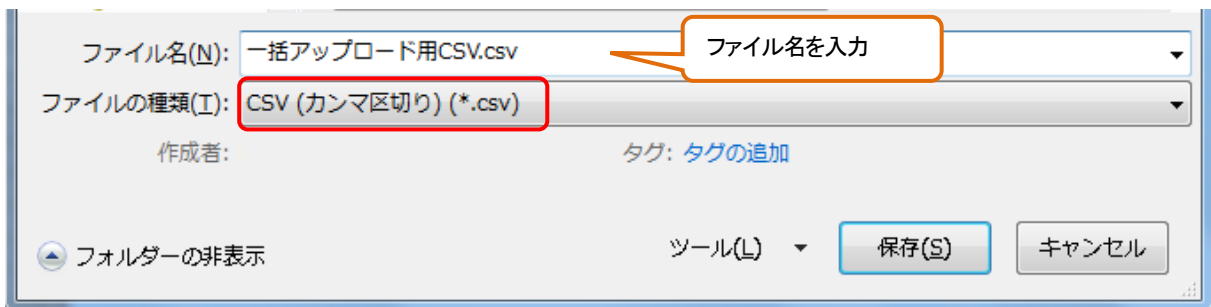 ファイル名(N): 一括アップロード用CSV.csv
ファイル名を入力
ファイルの種類(T): CSV (カンマ区切り) (*.csv)
作成者:
タグ: タグの追加
フォルダーの非表示
ツール(L)
保存(S)
キャンセル